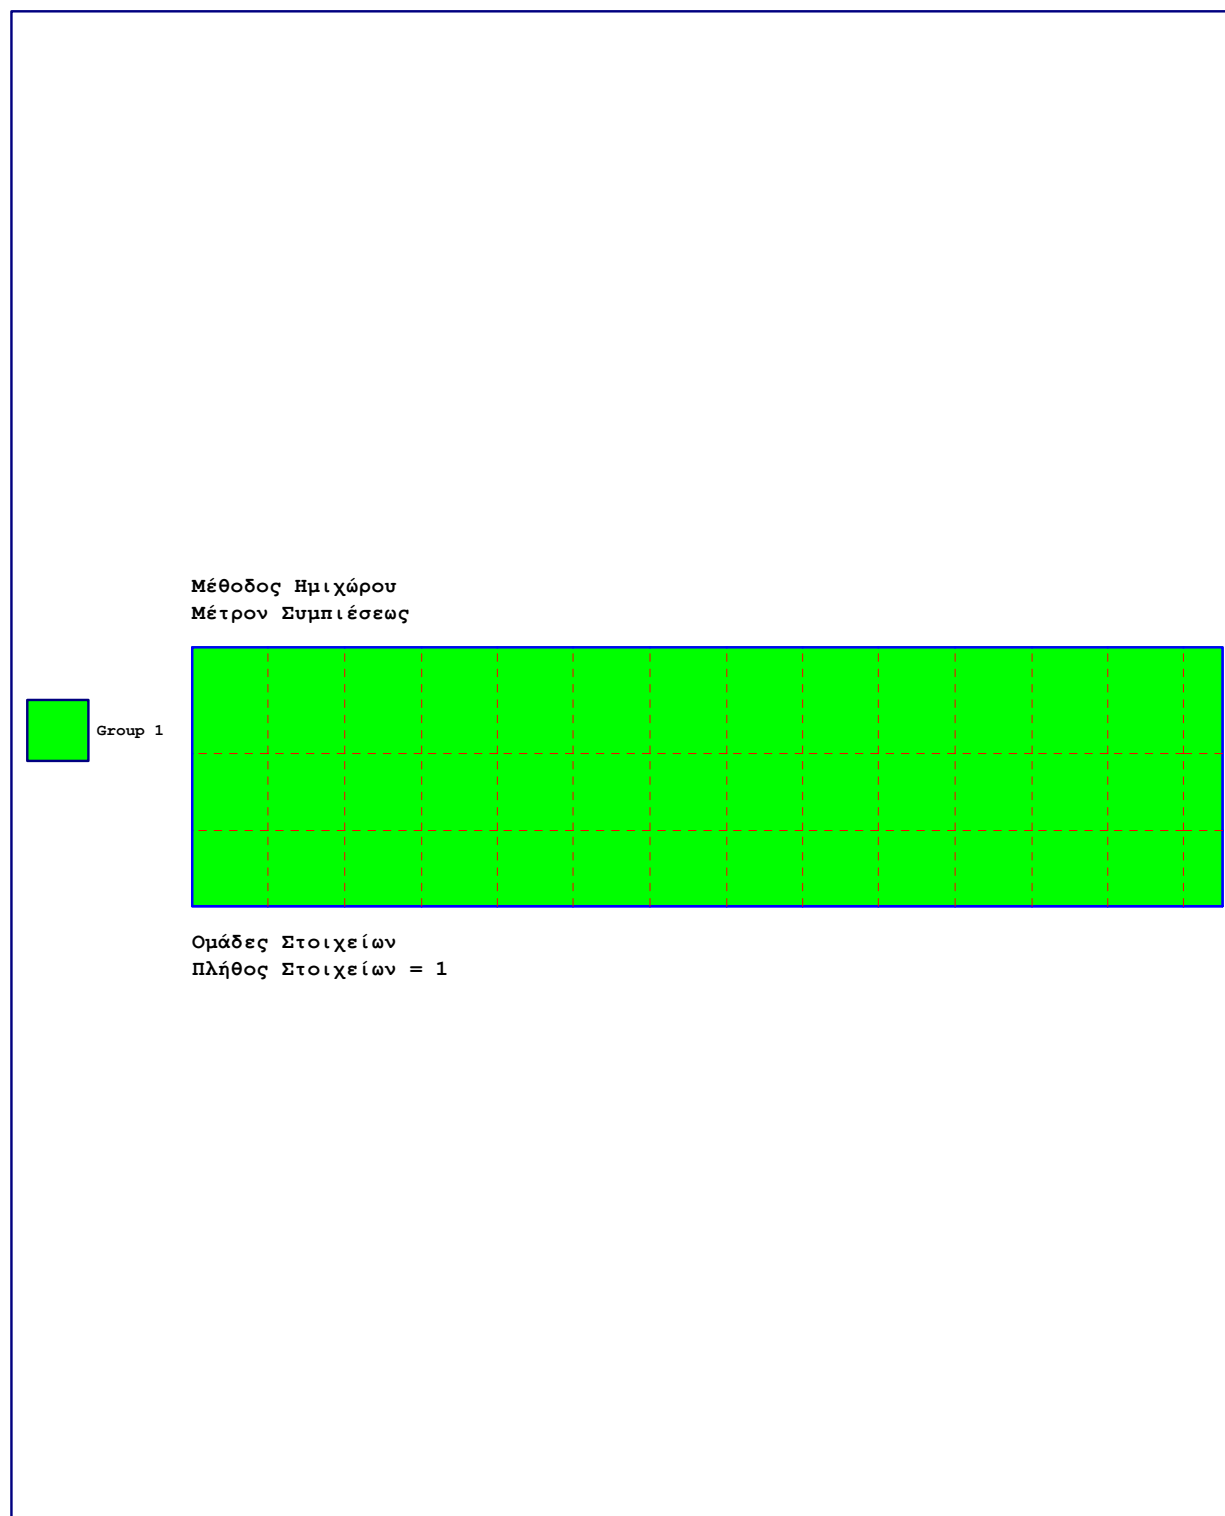 Μέθοδος Ημιχώρου
Μέτρον Συμπιέσεως
Group 1
Ομάδες Στοιχείων
Πλήθος Στοιχείων = 1